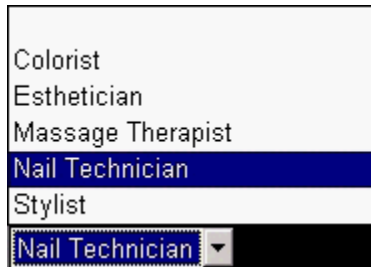 Colorist
Esthetician
Massage Therapist
Nail Technician
Stylist
Nail Technician